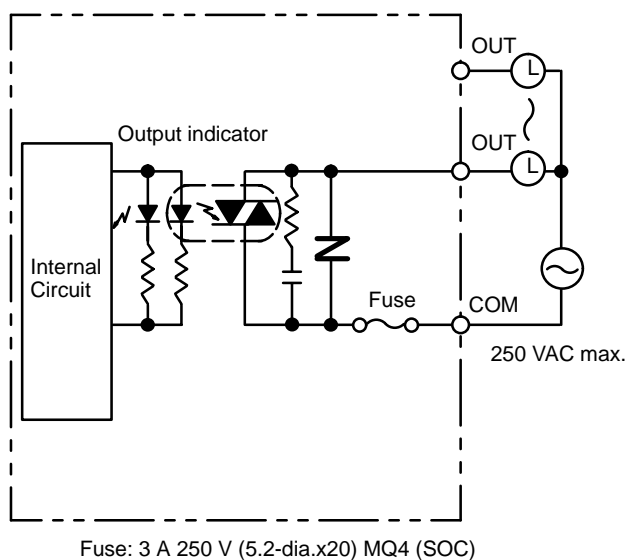 OUT
L
Output indicator
OUT
L
Internal
Circuit
Fuse
COM
250 VAC max.
Fuse: 3 A 250 V (5.2-dia.x20) MQ4 (SOC)